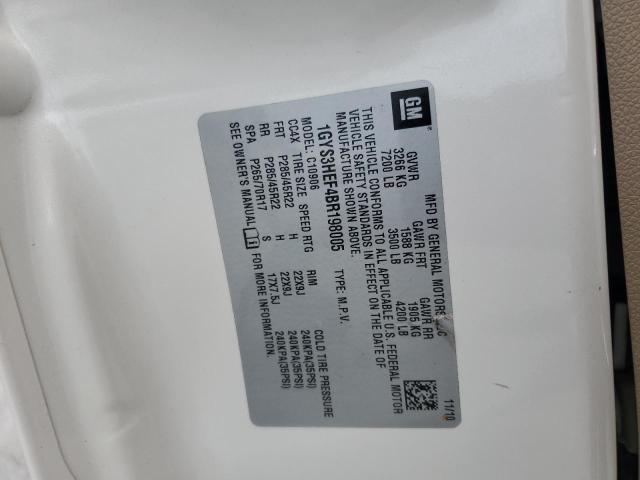 GM
MFD BY GENERAL MOTORS LLC 11/10
GVWR GAWR FRT GAWR RR
3266 KG 1588 KG 1905 KG
7200 LB 3500 LB 4200 LB
THIS VEHICLE CONFORMS TO ALL APPLICABLE U.S. FEDERAL MOTOR
VEHICLE SAFETY STANDARDS IN EFFECT ON THE DATE OF
MANUFACTURE SHOWN ABOVE.
1GYS3HEF4BR198005 TYPE: M.P.V.
MODEL: C10906
CC4X TIRE SIZE SPEED RTG RIM COLD TIRE PRESSURE
FRT P285/45R22 H 22X9J 240KPA(35PSI)
RR P285/45R22 H 22X9J 240KPA(35PSI)
SPA P265/70R17 S 17X7.5J 240KPA(35PSI)
SEE OWNER'S MANUAL FOR MORE INFORMATION.